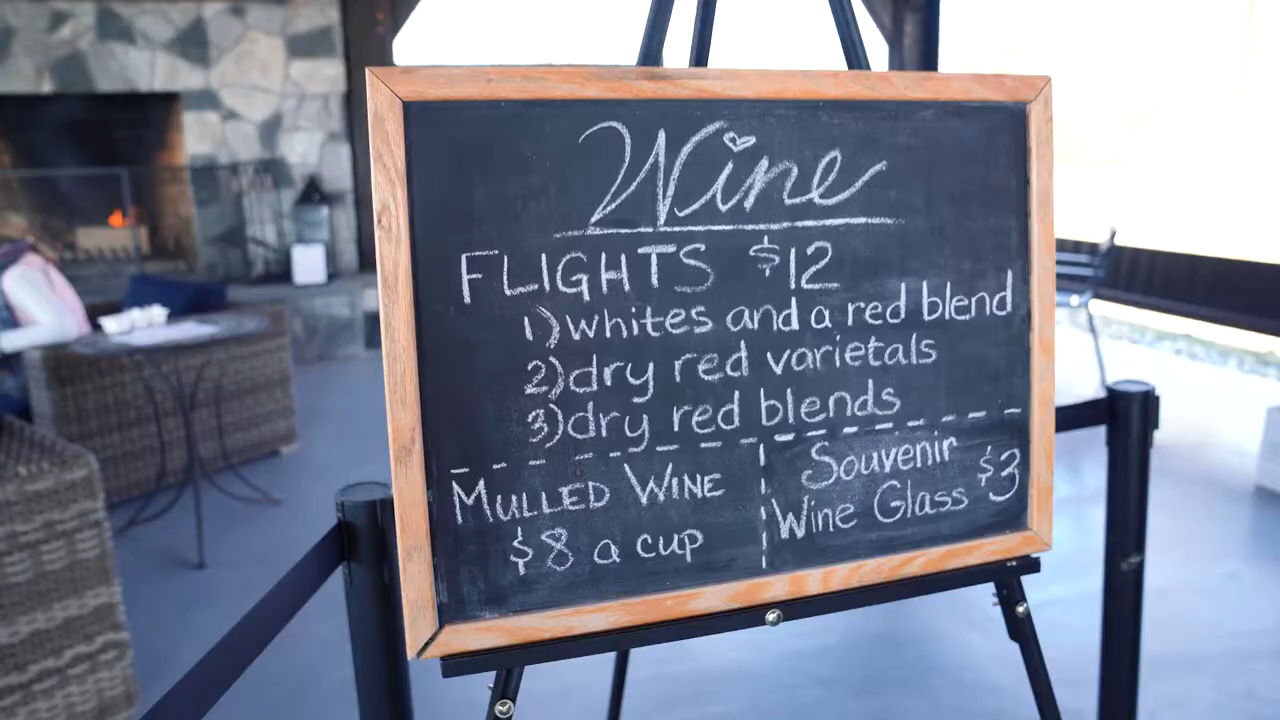 Wine
FLIGHTS $12
1) whites and a red blend
2) dry red varietals
3) dry red blends
MULLED WINE
$8 a cup
Souvenir
Wine Glass $3